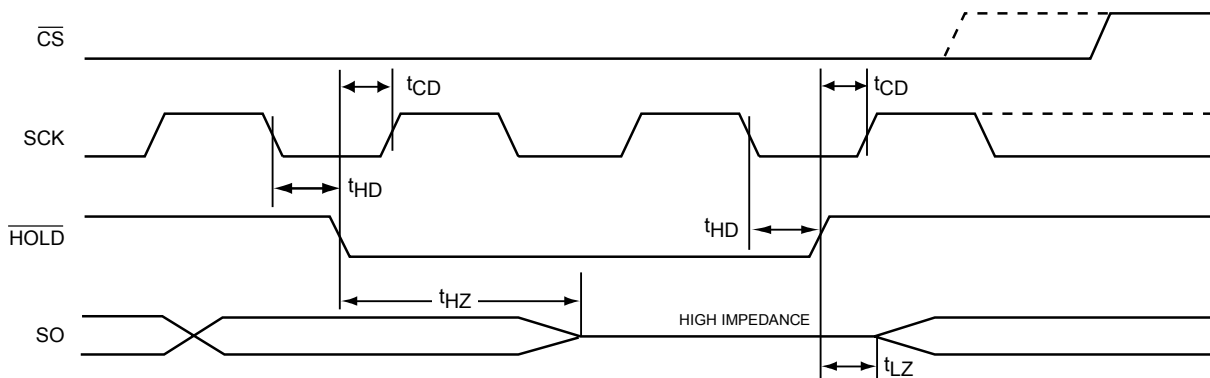 CS
tCD
tCD
SCK
tHD
HOLD
tHD
tHZ
SO
HIGH IMPEDANCE
tLZ